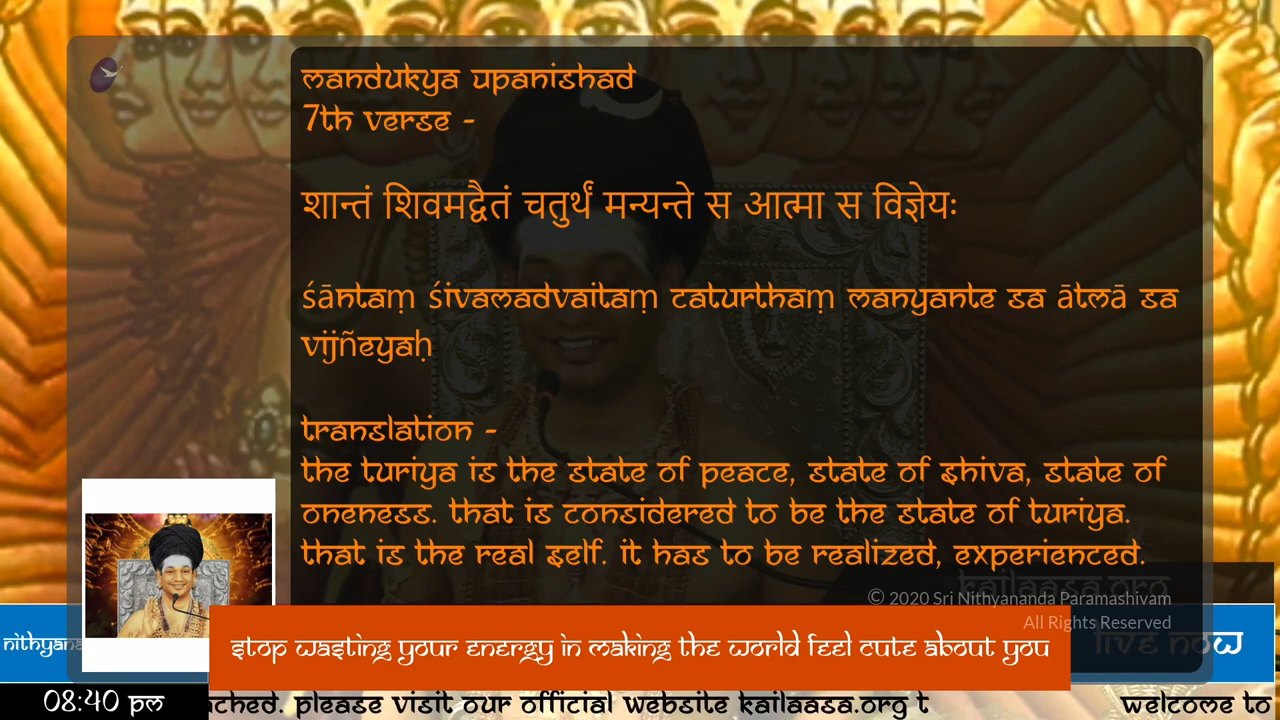 mandukya upanishad
7th verse -
शान्तं शिवमद्वैतं चतुर्थं मन्यन्ते स आत्मा स विज्ञेयः
śāntaṃ śivamadvaitaṃ caturthaṃ manyante sa ātmā sa
vijñeyaḥ
translation -
the turiya is the state of peace, state of shiva, state of
oneness. that is considered to be the state of turiya.
that is the real self. it has to be realized, experienced.
kailaasa.org
© 2020 Sri Nithyananda Paramashivam
All Rights Reserved
nithyana
stop wasting your energy in making the world feel cute about you
live now
08:40 pm
ached. please visit our official website kailaasa.org t
welcome to